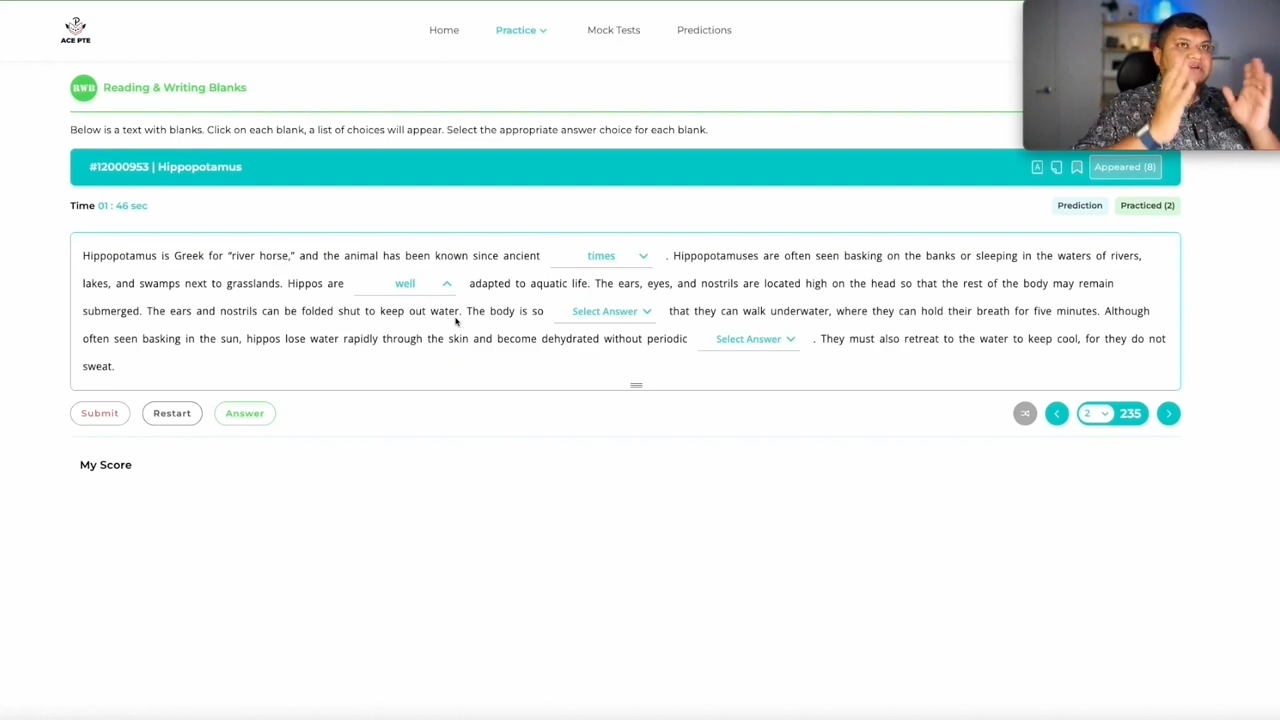 ACE PTE
Home Practice Mock Tests Predictions
RWB Reading & Writing Blanks
Below is a text with blanks. Click on each blank, a list of choices will appear. Select the appropriate answer choice for each blank.
#12000953 | Hippopotamus
A Appeared (8)
Time 01 : 46 sec
Prediction Practiced (2)
Hippopotamus is Greek for “river horse,” and the animal has been known since ancient times . Hippopotamuses are often seen basking on the banks or sleeping in the waters of rivers,
lakes, and swamps next to grasslands. Hippos are well adapted to aquatic life. The ears, eyes, and nostrils are located high on the head so that the rest of the body may remain
submerged. The ears and nostrils can be folded shut to keep out water. The body is so Select Answer that they can walk underwater, where they can hold their breath for five minutes. Although
often seen basking in the sun, hippos lose water rapidly through the skin and become dehydrated without periodic Select Answer . They must also retreat to the water to keep cool, for they do not
sweat.
Submit Restart Answer 2 235
My Score